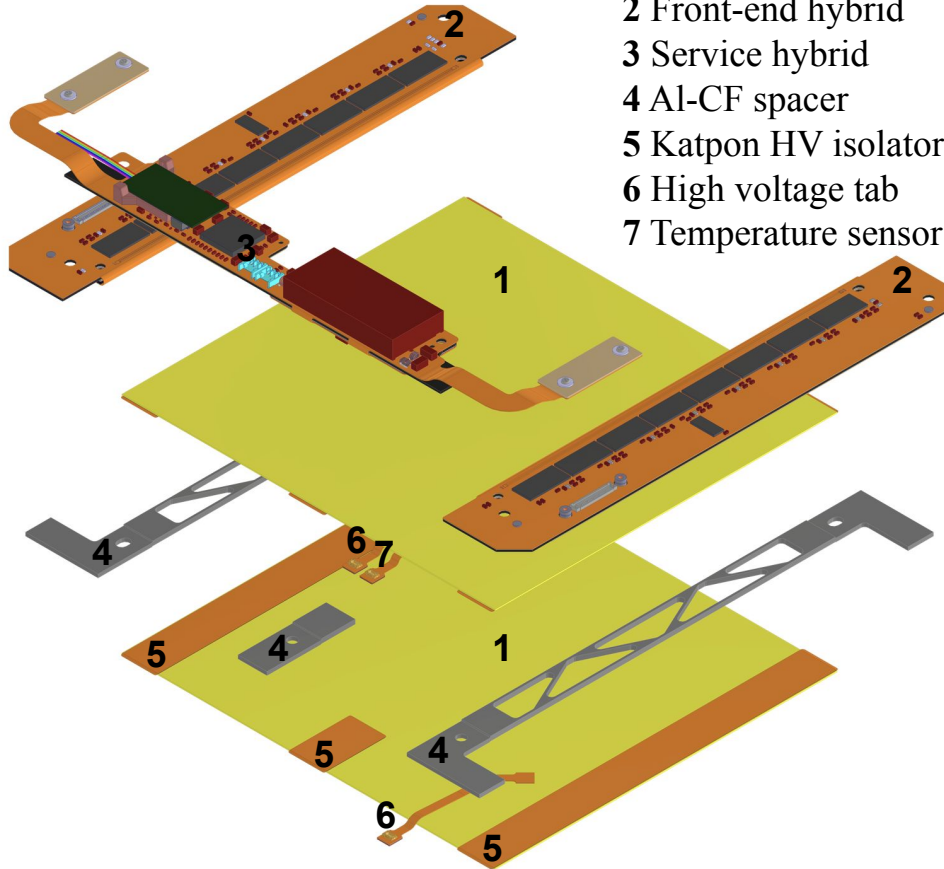 2 Front-end hybrid
3 Service hybrid
4 Al-CF spacer
5 Katpon HV isolator
6 High voltage tab
7 Temperature sensor
2
3
1
2
4
6
7
5
4
1
5
4
6
5